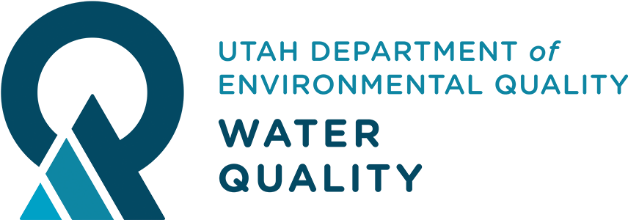 UTAH DEPARTMENT of
ENVIRONMENTAL QUALITY
WATER
QUALITY